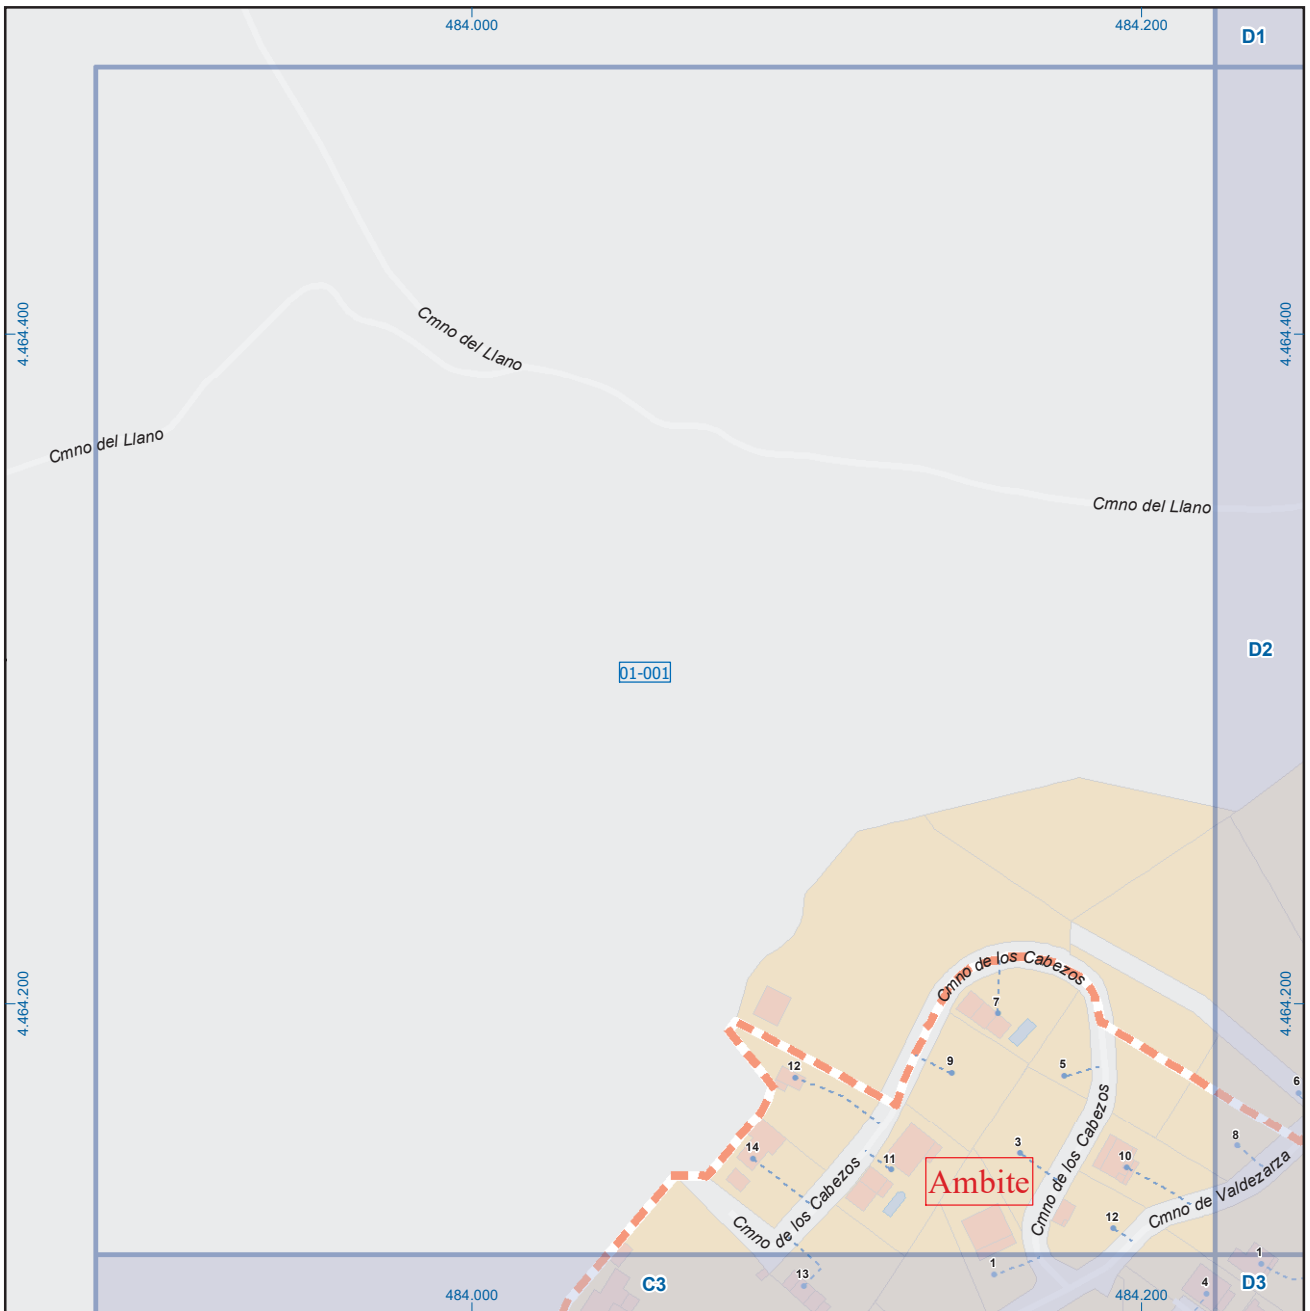 484.000
484.200
D1
4.464.400
4.464.400
Cmno del Llano
Cmno del Llano
Cmno del Llano
D2
01-001
Cmno de los Cabezos
4.464.200
4.464.200
7
12
9
5
6
14
11
3
10
8
Ambite
Cmno de los Cabezos
Cmno de los Cabezos
Cmno de Valdezarza
12
1
13
1
4
C3
D3
484.000
484.200